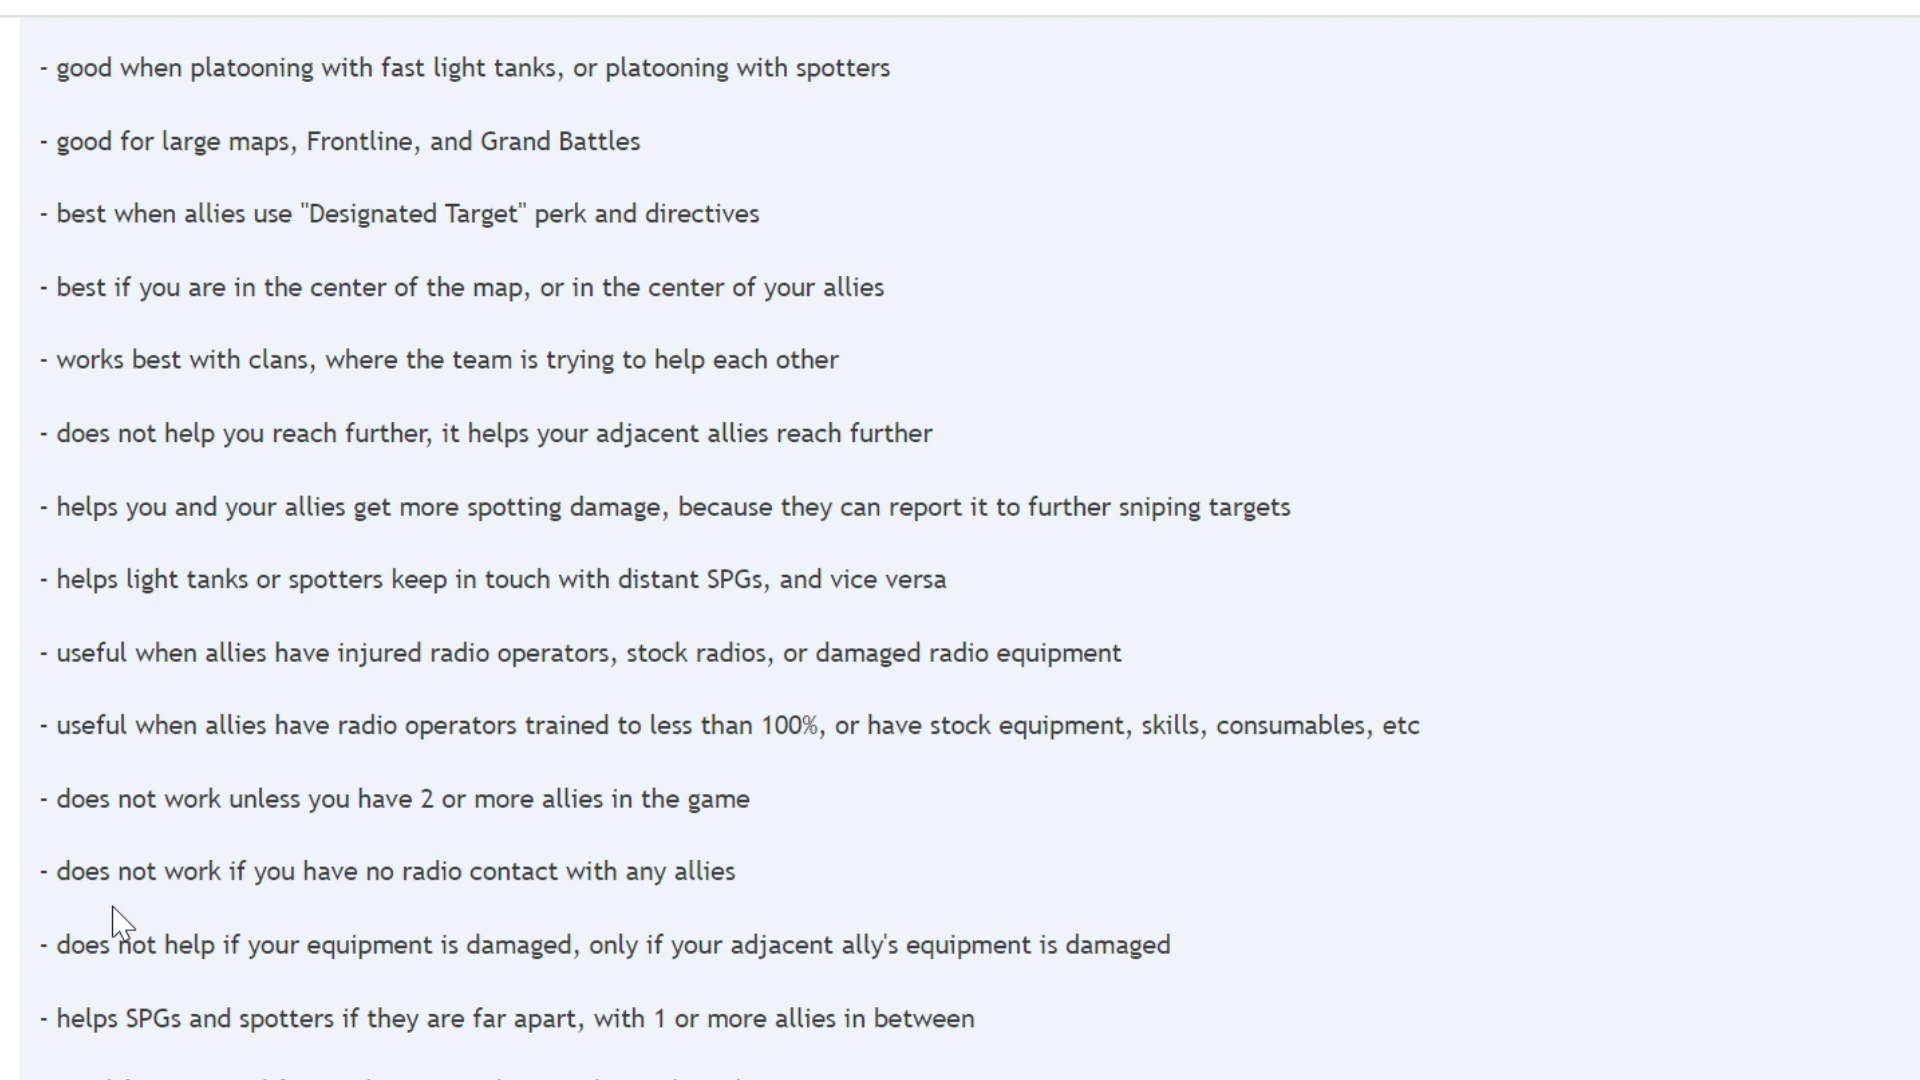 - good when platooning with fast light tanks, or platooning with spotters
- good for large maps, Frontline, and Grand Battles
- best when allies use "Designated Target" perk and directives
- best if you are in the center of the map, or in the center of your allies
- works best with clans, where the team is trying to help each other
- does not help you reach further, it helps your adjacent allies reach further
- helps you and your allies get more spotting damage, because they can report it to further sniping targets
- helps light tanks or spotters keep in touch with distant SPGs, and vice versa
- useful when allies have injured radio operators, stock radios, or damaged radio equipment
- useful when allies have radio operators trained to less than 100%, or have stock equipment, skills, consumables, etc
- does not work unless you have 2 or more allies in the game
- does not work if you have no radio contact with any allies
- does not help if your equipment is damaged, only if your adjacent ally's equipment is damaged
- helps SPGs and spotters if they are far apart, with 1 or more allies in between